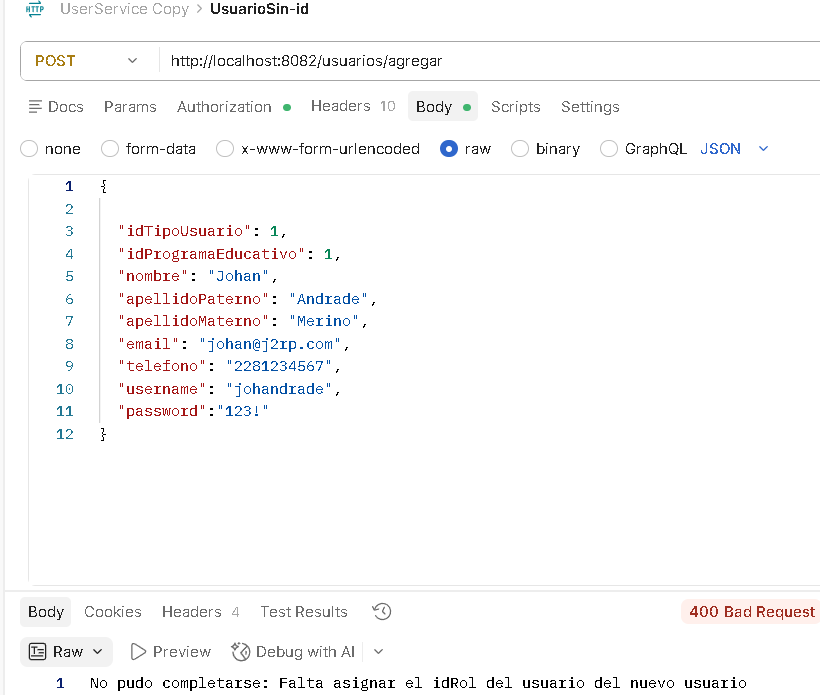 HTTP UserService Copy > UsuarioSin-id
POST http://localhost:8082/usuarios/agregar
Docs Params Authorization Headers 10 Body Scripts Settings
none form-data x-www-form-urlencoded raw binary GraphQL JSON
1 {
2
3 "idTipoUsuario": 1,
4 "idProgramaEducativo": 1,
5 "nombre": "Johan",
6 "apellidoPaterno": "Andrade",
7 "apellidoMaterno": "Merino",
8 "email": "johan@j2rp.com",
9 "telefono": "2281234567",
10 "username": "johandrade",
11 "password":"123!"
12 }
Body Cookies Headers 4 Test Results 400 Bad Request
Raw Preview Debug with AI
1 No pudo completarse: Falta asignar el idRol del usuario del nuevo usuario